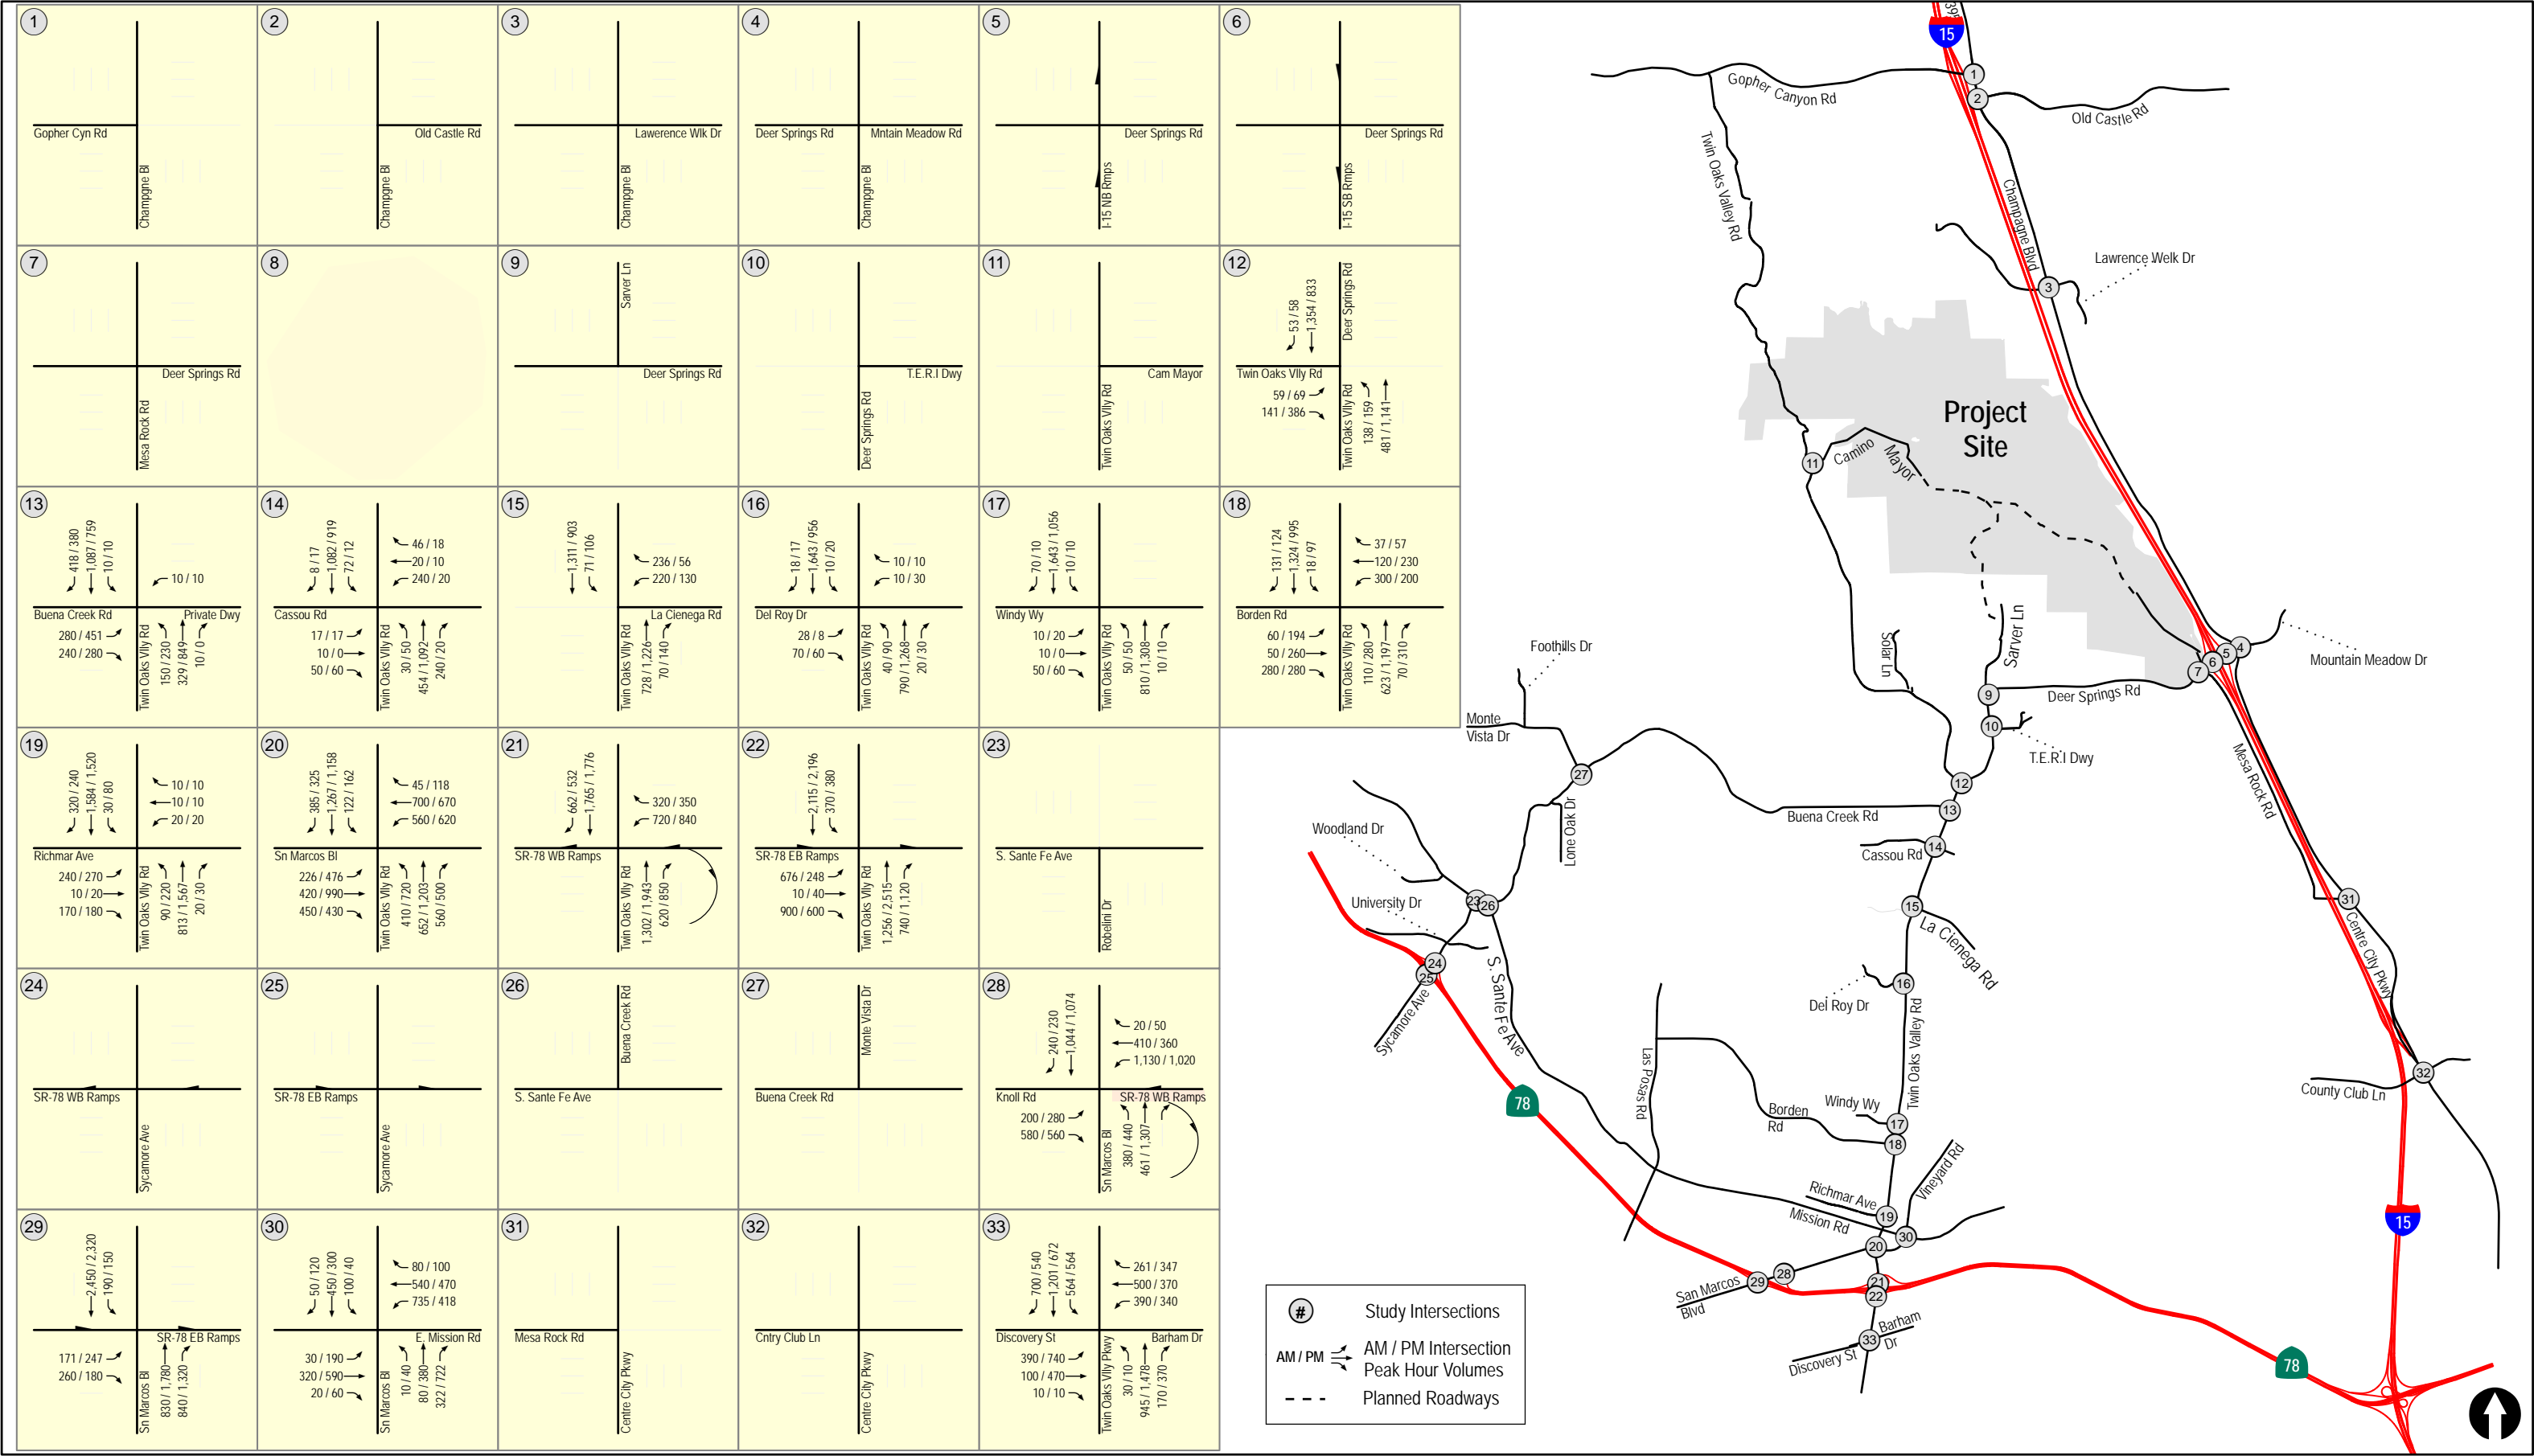 1
Gopher Cyn Rd
Champgne Bl
2
Old Castle Rd
Champgne Bl
3
Lawerence Wlk Dr
Champgne Bl
4
Deer Springs Rd
Mntain Meadow Rd
Champgne Bl
5
Deer Springs Rd
I-15 NB Rmps
6
Deer Springs Rd
I-15 SB Rmps
7
Deer Springs Rd
Mesa Rock Rd
8
9
Sarver Ln
Deer Springs Rd
10
T.E.R.I Dwy
Deer Springs Rd
11
Cam Mayor
Twin Oaks Vlly Rd
12
53 / 58
1,354 / 833
Deer Springs Rd
Twin Oaks Vlly Rd
59 / 69
141 / 386
Twin Oaks Vlly Rd
138 / 159
481 / 1,141
13
418 / 380
1,087 / 759
10 / 10
10 / 10
Buena Creek Rd
Private Dwy
280 / 451
240 / 280
Twin Oaks Vlly Rd
150 / 230
329 / 849
10 / 0
14
8 / 17
1,082 / 919
72 / 12
46 / 18
20 / 10
240 / 20
Cassou Rd
17 / 17
10 / 0
50 / 60
Twin Oaks Vlly Rd
30 / 50
454 / 1,092
240 / 20
15
1,311 / 903
71 / 106
236 / 56
220 / 130
La Cienega Rd
Twin Oaks Vlly Rd
728 / 1,226
70 / 140
16
18 / 17
1,643 / 956
10 / 20
10 / 10
10 / 30
Del Roy Dr
28 / 8
70 / 60
Twin Oaks Vlly Rd
40 / 90
790 / 1,268
20 / 30
17
70 / 10
1,643 / 1,056
10 / 10
Windy Wy
10 / 20
10 / 0
50 / 60
Twin Oaks Vlly Rd
50 / 50
810 / 1,308
10 / 10
18
131 / 124
1,324 / 995
18 / 97
37 / 57
120 / 230
300 / 200
Borden Rd
60 / 194
50 / 260
280 / 280
Twin Oaks Vlly Rd
110 / 280
623 / 1,197
70 / 310
19
320 / 240
1,584 / 1,520
30 / 80
10 / 10
10 / 10
20 / 20
Richmar Ave
240 / 270
10 / 20
170 / 180
Twin Oaks Vlly Rd
90 / 220
813 / 1,567
20 / 30
20
385 / 325
1,267 / 1,158
122 / 162
45 / 118
700 / 670
560 / 620
Sn Marcos Bl
226 / 476
420 / 990
450 / 430
Twin Oaks Vlly Rd
410 / 720
652 / 1,203
560 / 500
21
662 / 532
1,765 / 1,776
320 / 350
720 / 840
SR-78 WB Ramps
Twin Oaks Vlly Rd
1,302 / 1,943
620 / 850
22
2,115 / 2,196
370 / 380
SR-78 EB Ramps
676 / 248
10 / 40
900 / 600
Twin Oaks Vlly Rd
1,256 / 2,515
740 / 1,120
23
S. Sante Fe Ave
Robelini Dr
24
SR-78 WB Ramps
Sycamore Ave
25
SR-78 EB Ramps
Sycamore Ave
26
Buena Creek Rd
S. Sante Fe Ave
27
Monte Vista Dr
Buena Creek Rd
28
240 / 230
1,044 / 1,074
20 / 50
410 / 360
1,130 / 1,020
Knoll Rd
SR-78 WB Ramps
200 / 280
580 / 560
Sn Marcos Bl
380 / 440
461 / 1,307
29
2,450 / 2,320
190 / 150
SR-78 EB Ramps
171 / 247
260 / 180
Sn Marcos Bl
830 / 1,780
840 / 1,320
30
50 / 120
450 / 300
100 / 40
80 / 100
540 / 470
735 / 418
E. Mission Rd
30 / 190
320 / 590
20 / 60
Sn Marcos Bl
10 / 40
80 / 380
322 / 722
31
Mesa Rock Rd
Centre City Pkwy
32
Cntry Club Ln
Centre City Pkwy
33
700 / 540
1,201 / 672
564 / 564
261 / 347
500 / 370
390 / 340
Discovery St
Barham Dr
390 / 740
100 / 470
10 / 10
Twin Oaks Vlly Pkwy
30 / 10
945 / 1,478
170 / 370
395
15
1
2
Gopher Canyon Rd
Old Castle Rd
Twin Oaks Valley Rd
Champagne Blvd
Lawrence Welk Dr
3
Project
Site
11
Camino
Mayor
Sarver Ln
Solar Ln
4
5
6
7
Mountain Meadow Dr
9
Deer Springs Rd
10
T.E.R.I Dwy
Mesa Rock Rd
Foothills Dr
Monte
Vista Dr
27
12
13
Buena Creek Rd
Lone Oak Dr
Woodland Dr
14
Cassou Rd
University Dr
23
26
15
La Cienega Rd
31
Centre City Pkwy
24
25
16
Del Roy Dr
Sycamore Ave
S. Sante Fe Ave
Las Posas Rd
Twin Oaks Valley Rd
32
County Club Ln
78
Windy Wy
Borden
Rd
17
18
Vineyard Rd
Richmar Ave
Mission Rd
19
30
20
15
28
29
San Marcos
Blvd
21
22
33
Barham
Dr
Discovery St
78
# Study Intersections
AM / PM
AM / PM Intersection
Peak Hour Volumes
Planned Roadways